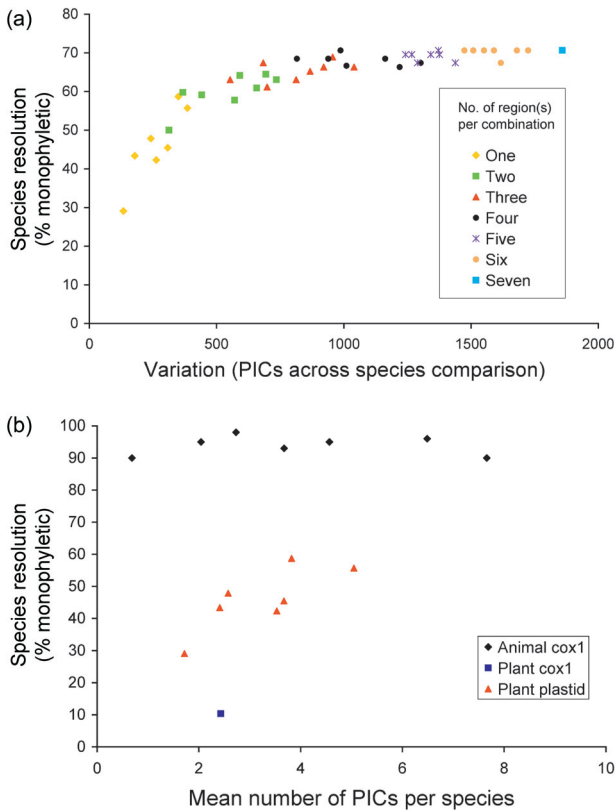 (a)
80
70
60
50
40
30
20
10
0
Species resolution
(% monophyletic)
No. of region(s)
per combination
One
Two
Three
Four
Five
Six
Seven
0 500 1000 1500 2000
Variation (PICs across species comparison)
(b)
100
90
80
70
60
50
40
30
20
10
0
Species resolution
(% monophyletic)
Animal cox1
Plant cox1
Plant plastid
0 2 4 6 8 10
Mean number of PICs per species